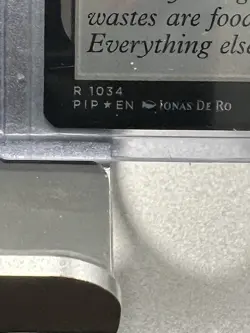 wastes are food
Everything else
R 1034
PIP★EN JONAS DE RO